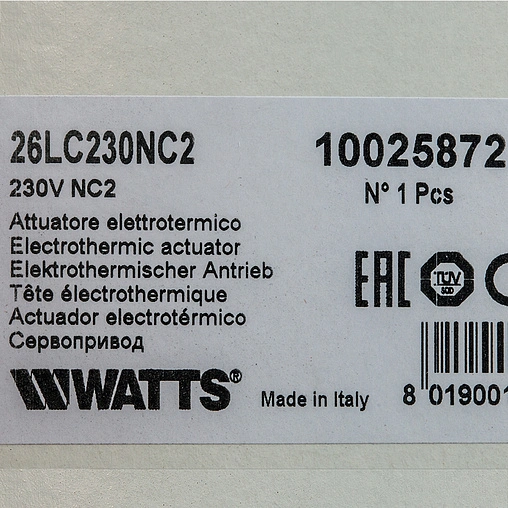 26LC230NC2
10025872
230V NC2
N° 1 Pcs
Attuatore elettrotermico
Electrothermic actuator
Elektrothermischer Antrieb
Tête électrothermique
Actuador electrotérmico
Сервопривод
EAC
TÜV
SÜD
WATTS®
Made in Italy
8 019001